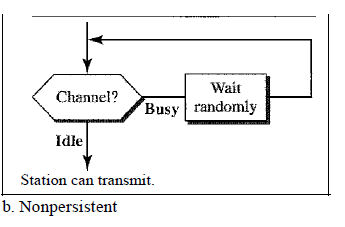 Channel?
Busy
Wait
randomly
Idle
Station can transmit.
b. Nonpersistent